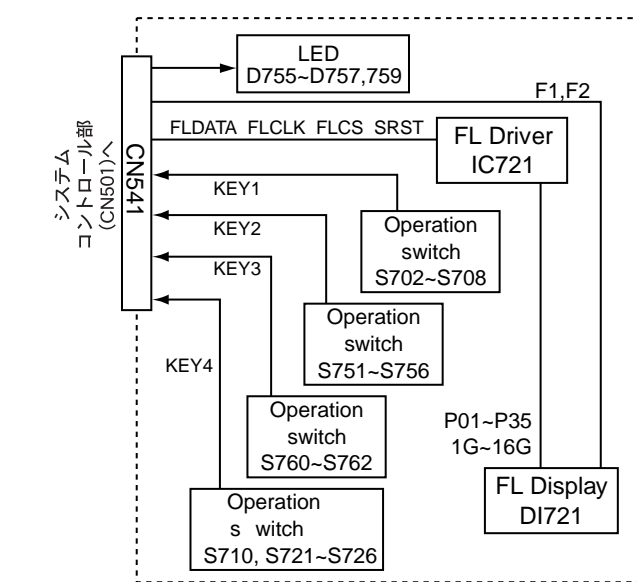 LED
D755~D757,759
F1,F2
FLDATA FLCLK FLCS SRST
FL Driver
IC721
システム
コントロール部
(CN501)へ
CN541
KEY1
Operation
switch
S702~S708
KEY2
KEY3
Operation
switch
S751~S756
KEY4
Operation
switch
S760~S762
P01~P35
1G~16G
FL Display
DI721
Operation
s witch
S710, S721~S726